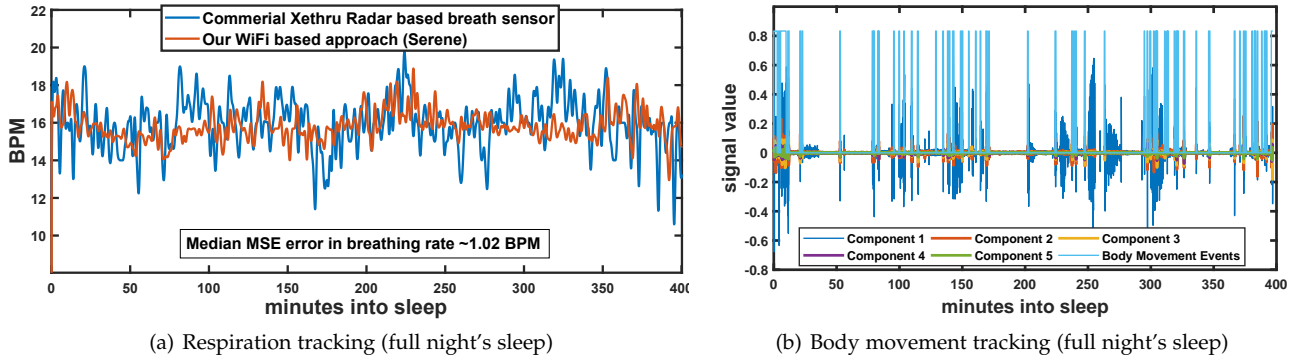 22
20
18
16
14
12
10
BPM
Commerial Xethru Radar based breath sensor
Our WiFi based approach (Serene)
Median MSE error in breathing rate ~1.02 BPM
0 50 100 150 200 250 300 350 400
minutes into sleep
(a) Respiration tracking (full night's sleep)
0.8
0.6
0.4
0.2
0
-0.2
-0.4
-0.6
-0.8
signal value
Component 1 Component 2 Component 3
Component 4 Component 5 Body Movement Events
0 50 100 150 200 250 300 350 400
minutes into sleep
(b) Body movement tracking (full night's sleep)